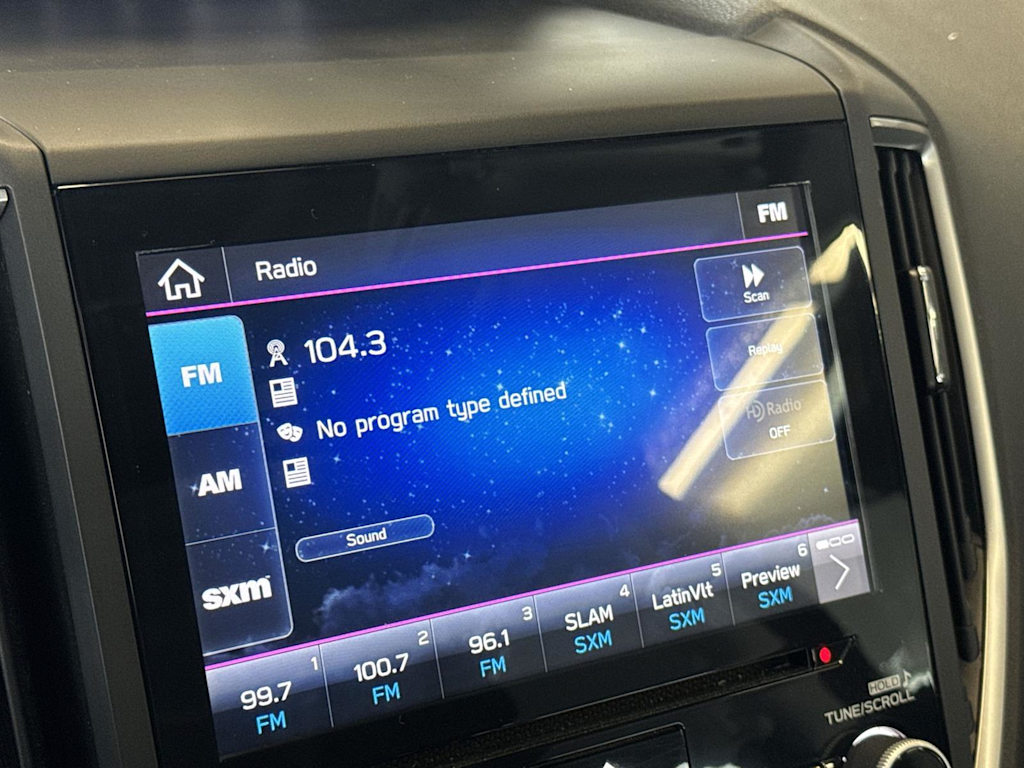 Radio
FM
FM
AM
SXM
104.3
No program type defined
Scan
Replay
HD Radio
OFF
Sound
1
99.7
FM
2
100.7
FM
3
96.1
FM
4
SLAM
SXM
5
LatinVlt
SXM
6
Preview
SXM
HOLD
TUNE/SCROLL